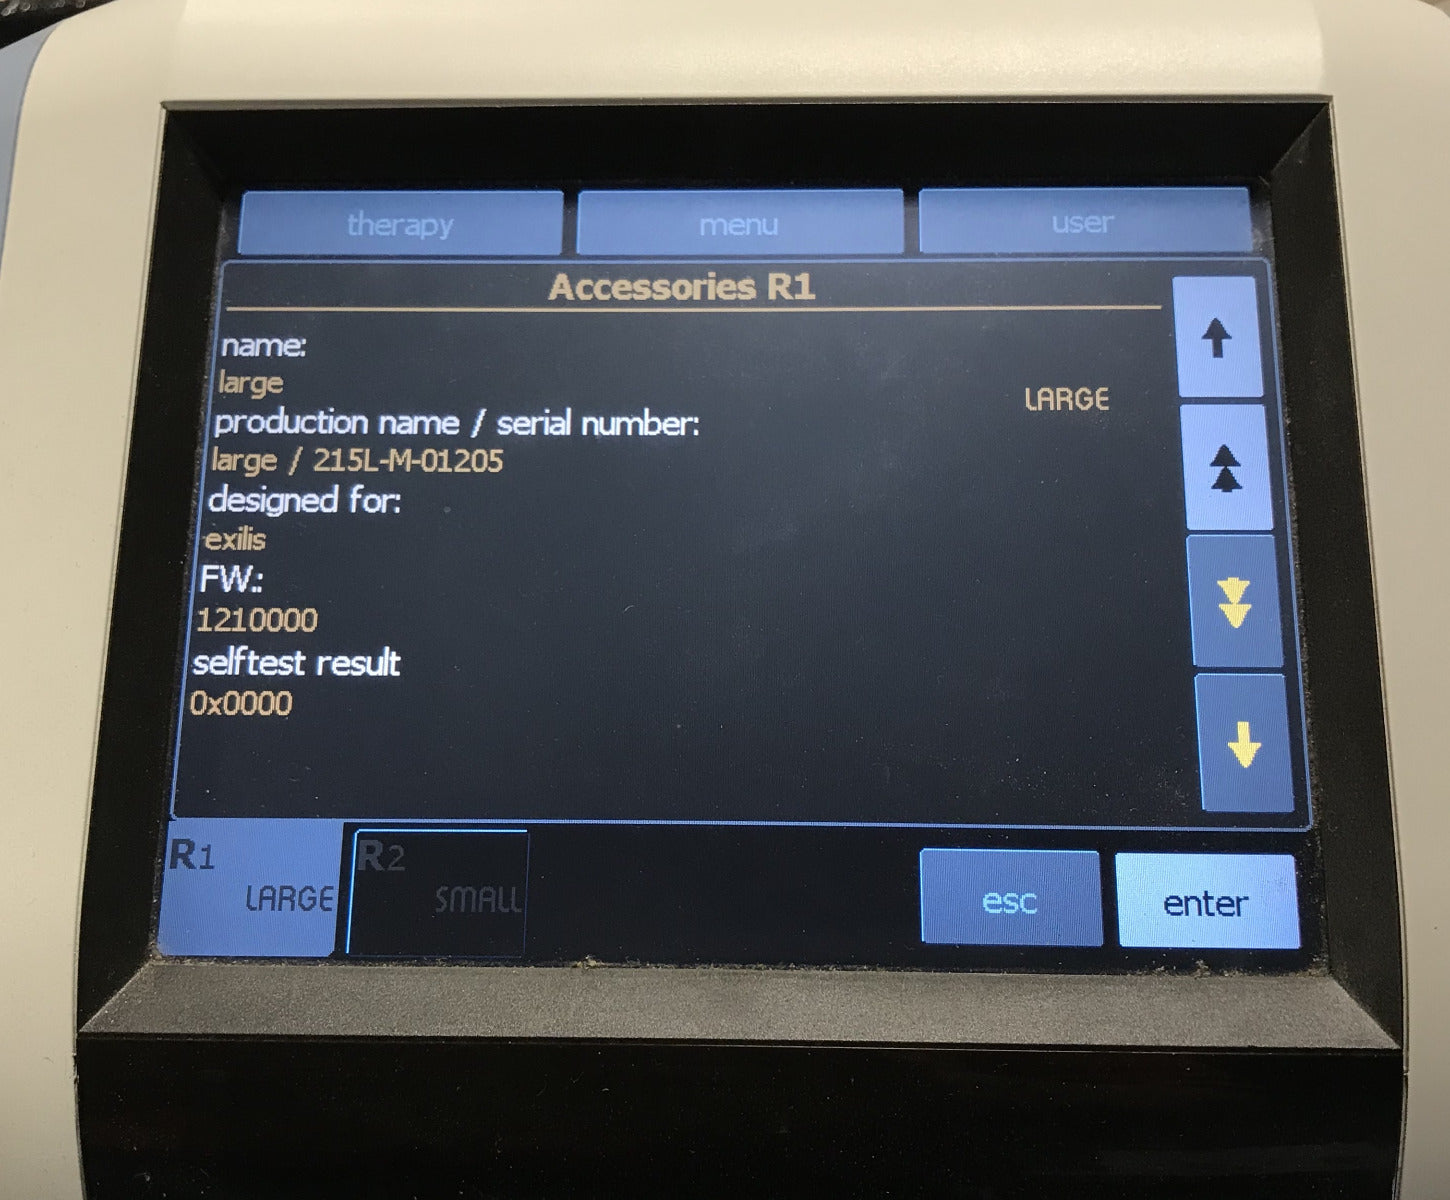 therapy menu user
Accessories R1
name:
large
LARGE
production name / serial number:
large / 215L-M-01205
designed for:
exilis
FW.:
1210000
selftest result
0x0000
R1 R2
LARGE SMALL
esc enter